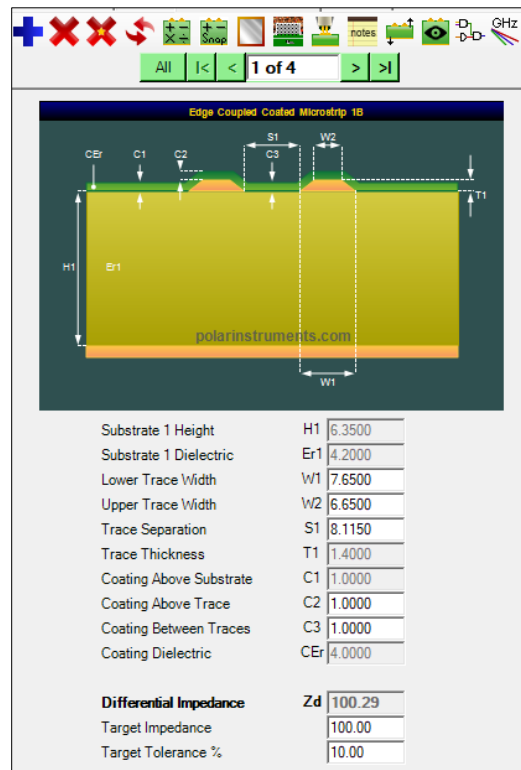 Snap
notes
GHz
All |< < 1 of 4 > >|
Edge Coupled Coated Microstrip 1B
S1 W2
CEr C1 C2 C3
T1
H1 Er1
polarinstruments.com
W1
Substrate 1 Height H1 6.3500
Substrate 1 Dielectric Er1 4.2000
Lower Trace Width W1 7.6500
Upper Trace Width W2 6.6500
Trace Separation S1 8.1150
Trace Thickness T1 1.4000
Coating Above Substrate C1 1.0000
Coating Above Trace C2 1.0000
Coating Between Traces C3 1.0000
Coating Dielectric CEr 4.0000
Differential Impedance Zd 100.29
Target Impedance 100.00
Target Tolerance % 10.00